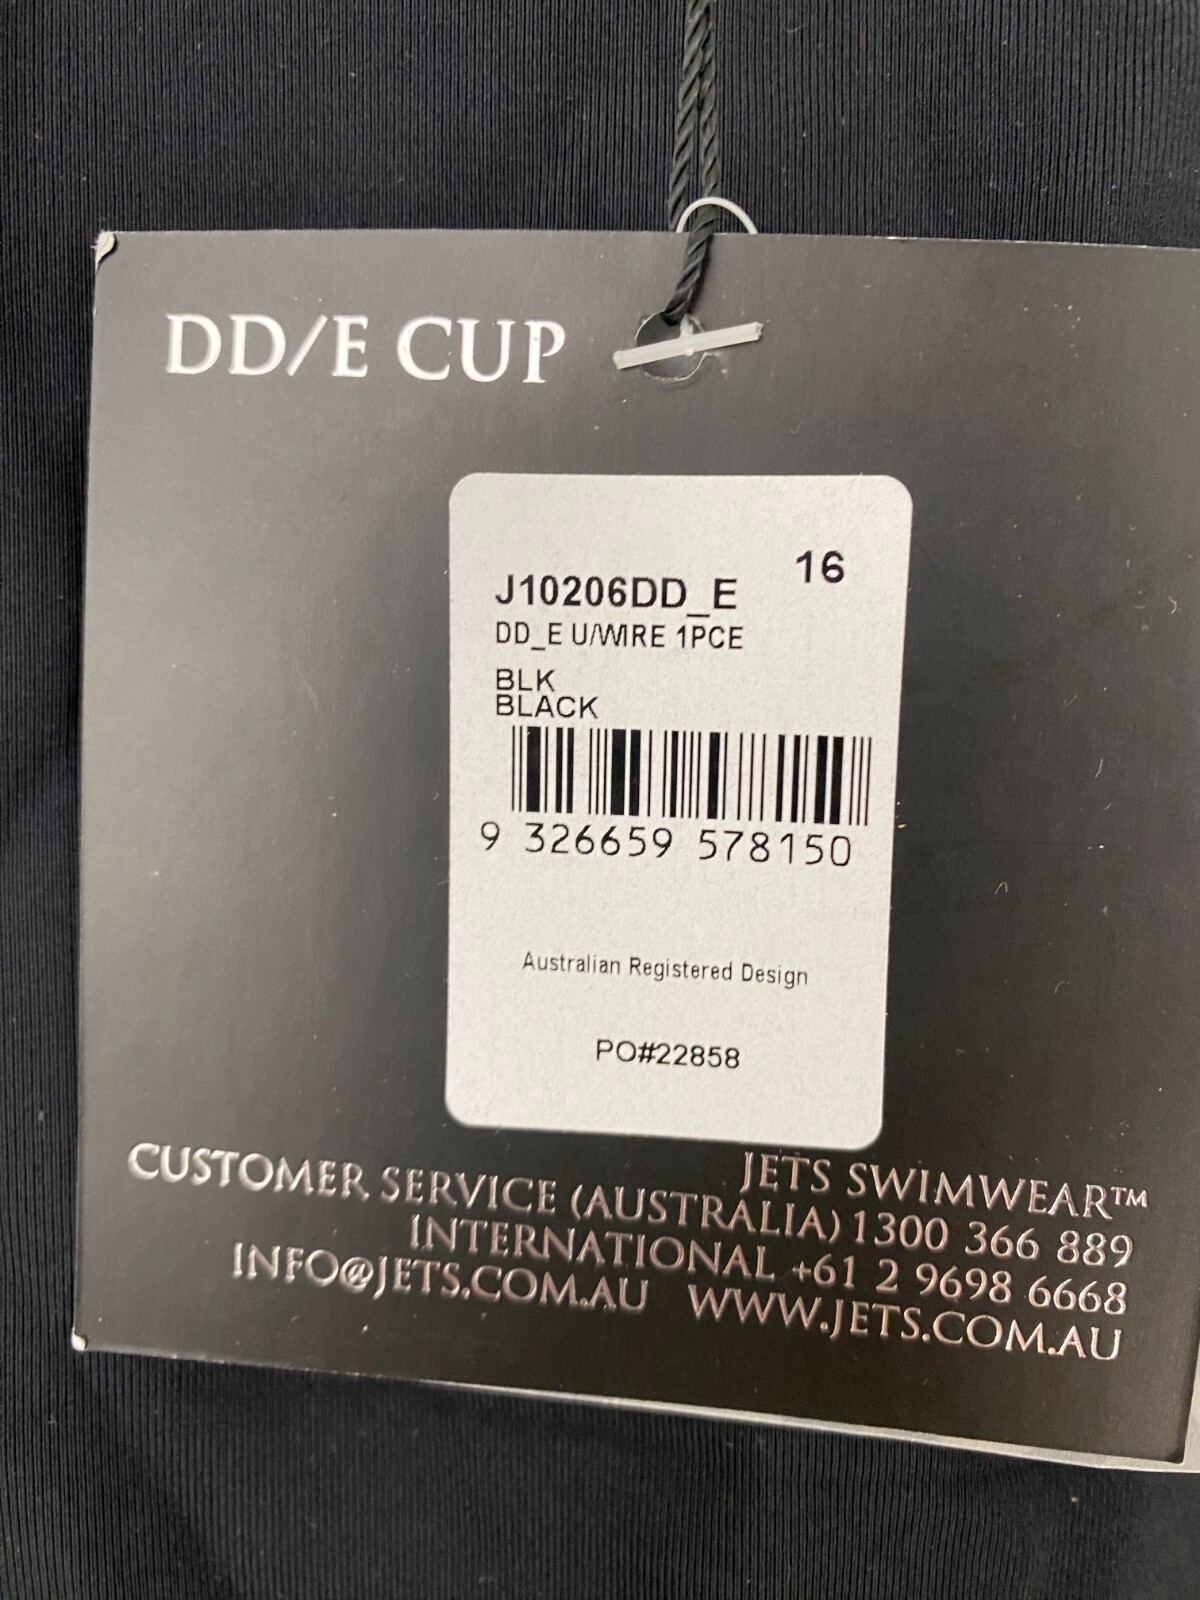 DD/E CUP
16
J10206DD_E
DD_E U/WIRE 1PCE
BLK
BLACK
9 326659 578150
Australian Registered Design
PO#22858
JETS SWIMWEAR™
CUSTOMER SERVICE (AUSTRALIA) 1300 366 889
INTERNATIONAL +61 2 9698 6668
INFO@JETS.COM.AU WWW.JETS.COM.AU